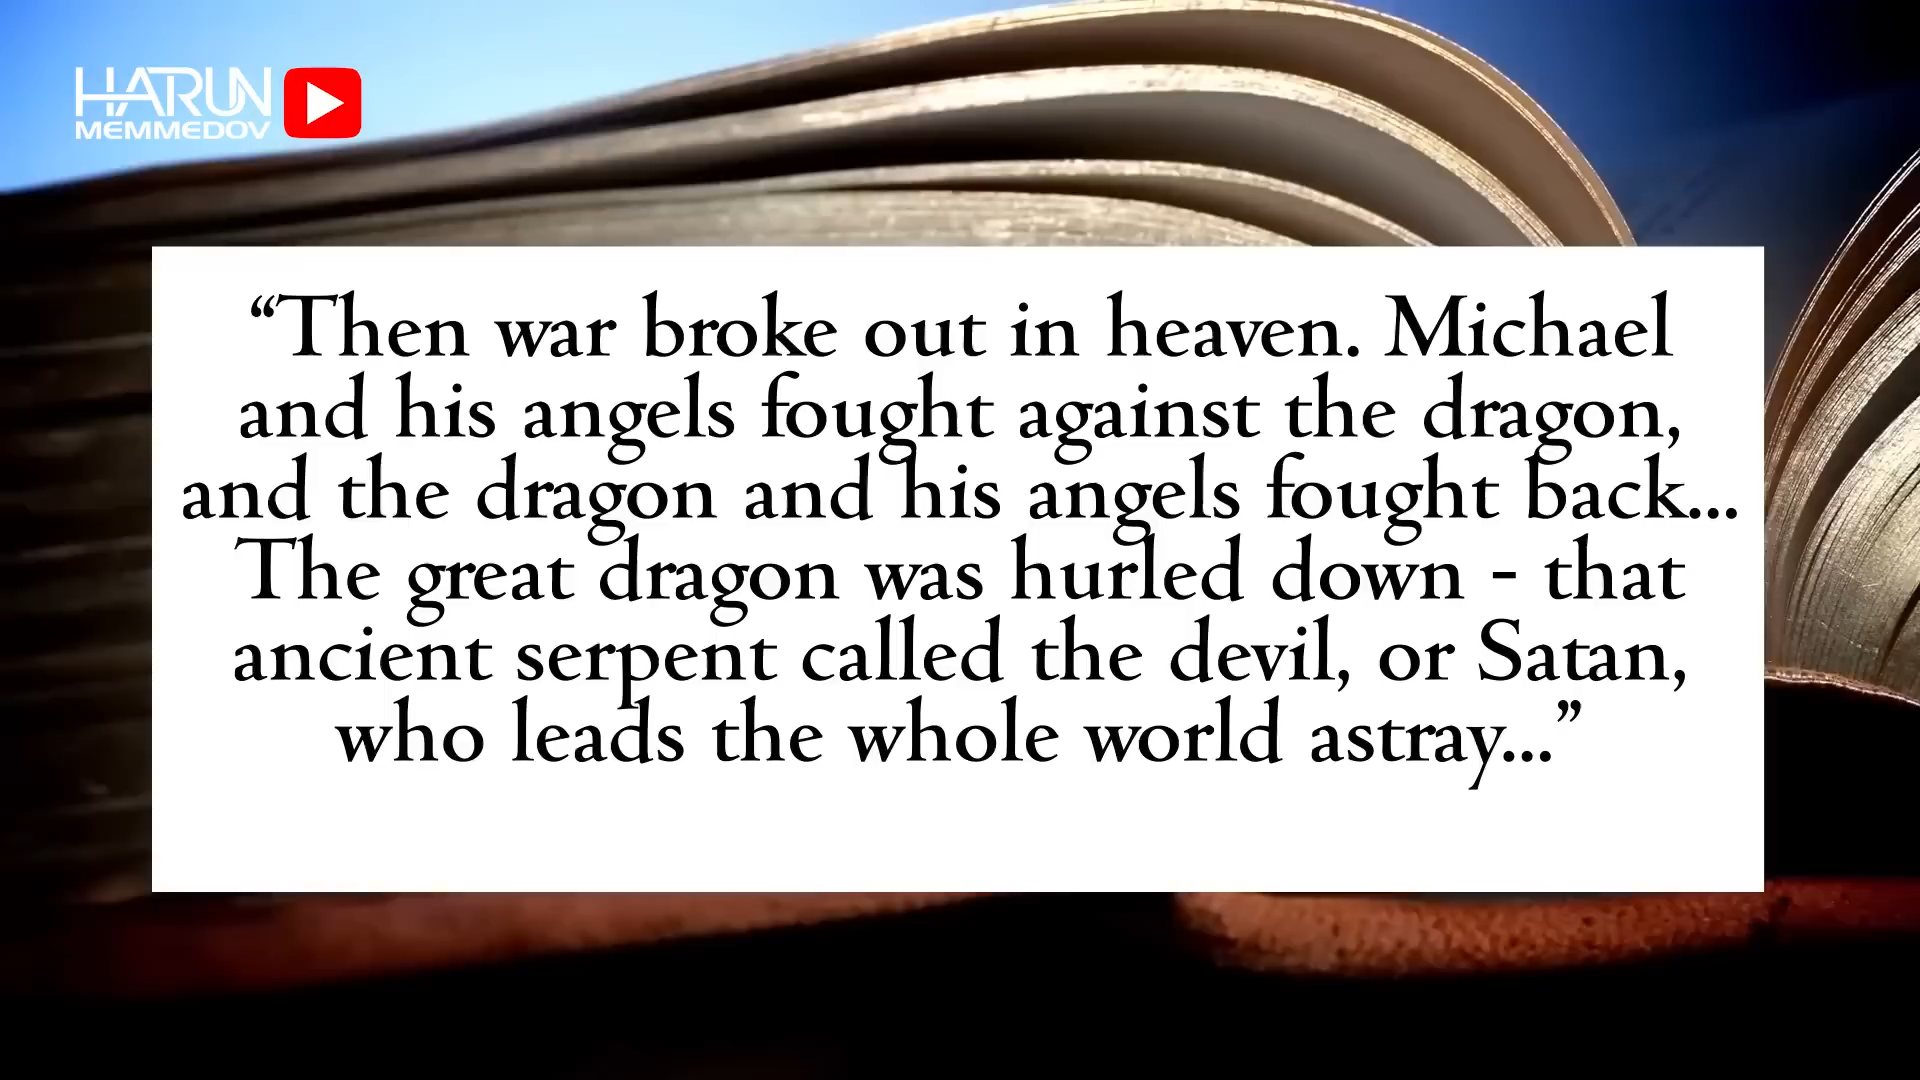 HARUN
MEMMEDOV
“Then war broke out in heaven. Michael
and his angels fought against the dragon,
and the dragon and his angels fought back...
The great dragon was hurled down - that
ancient serpent called the devil, or Satan,
who leads the whole world astray...”